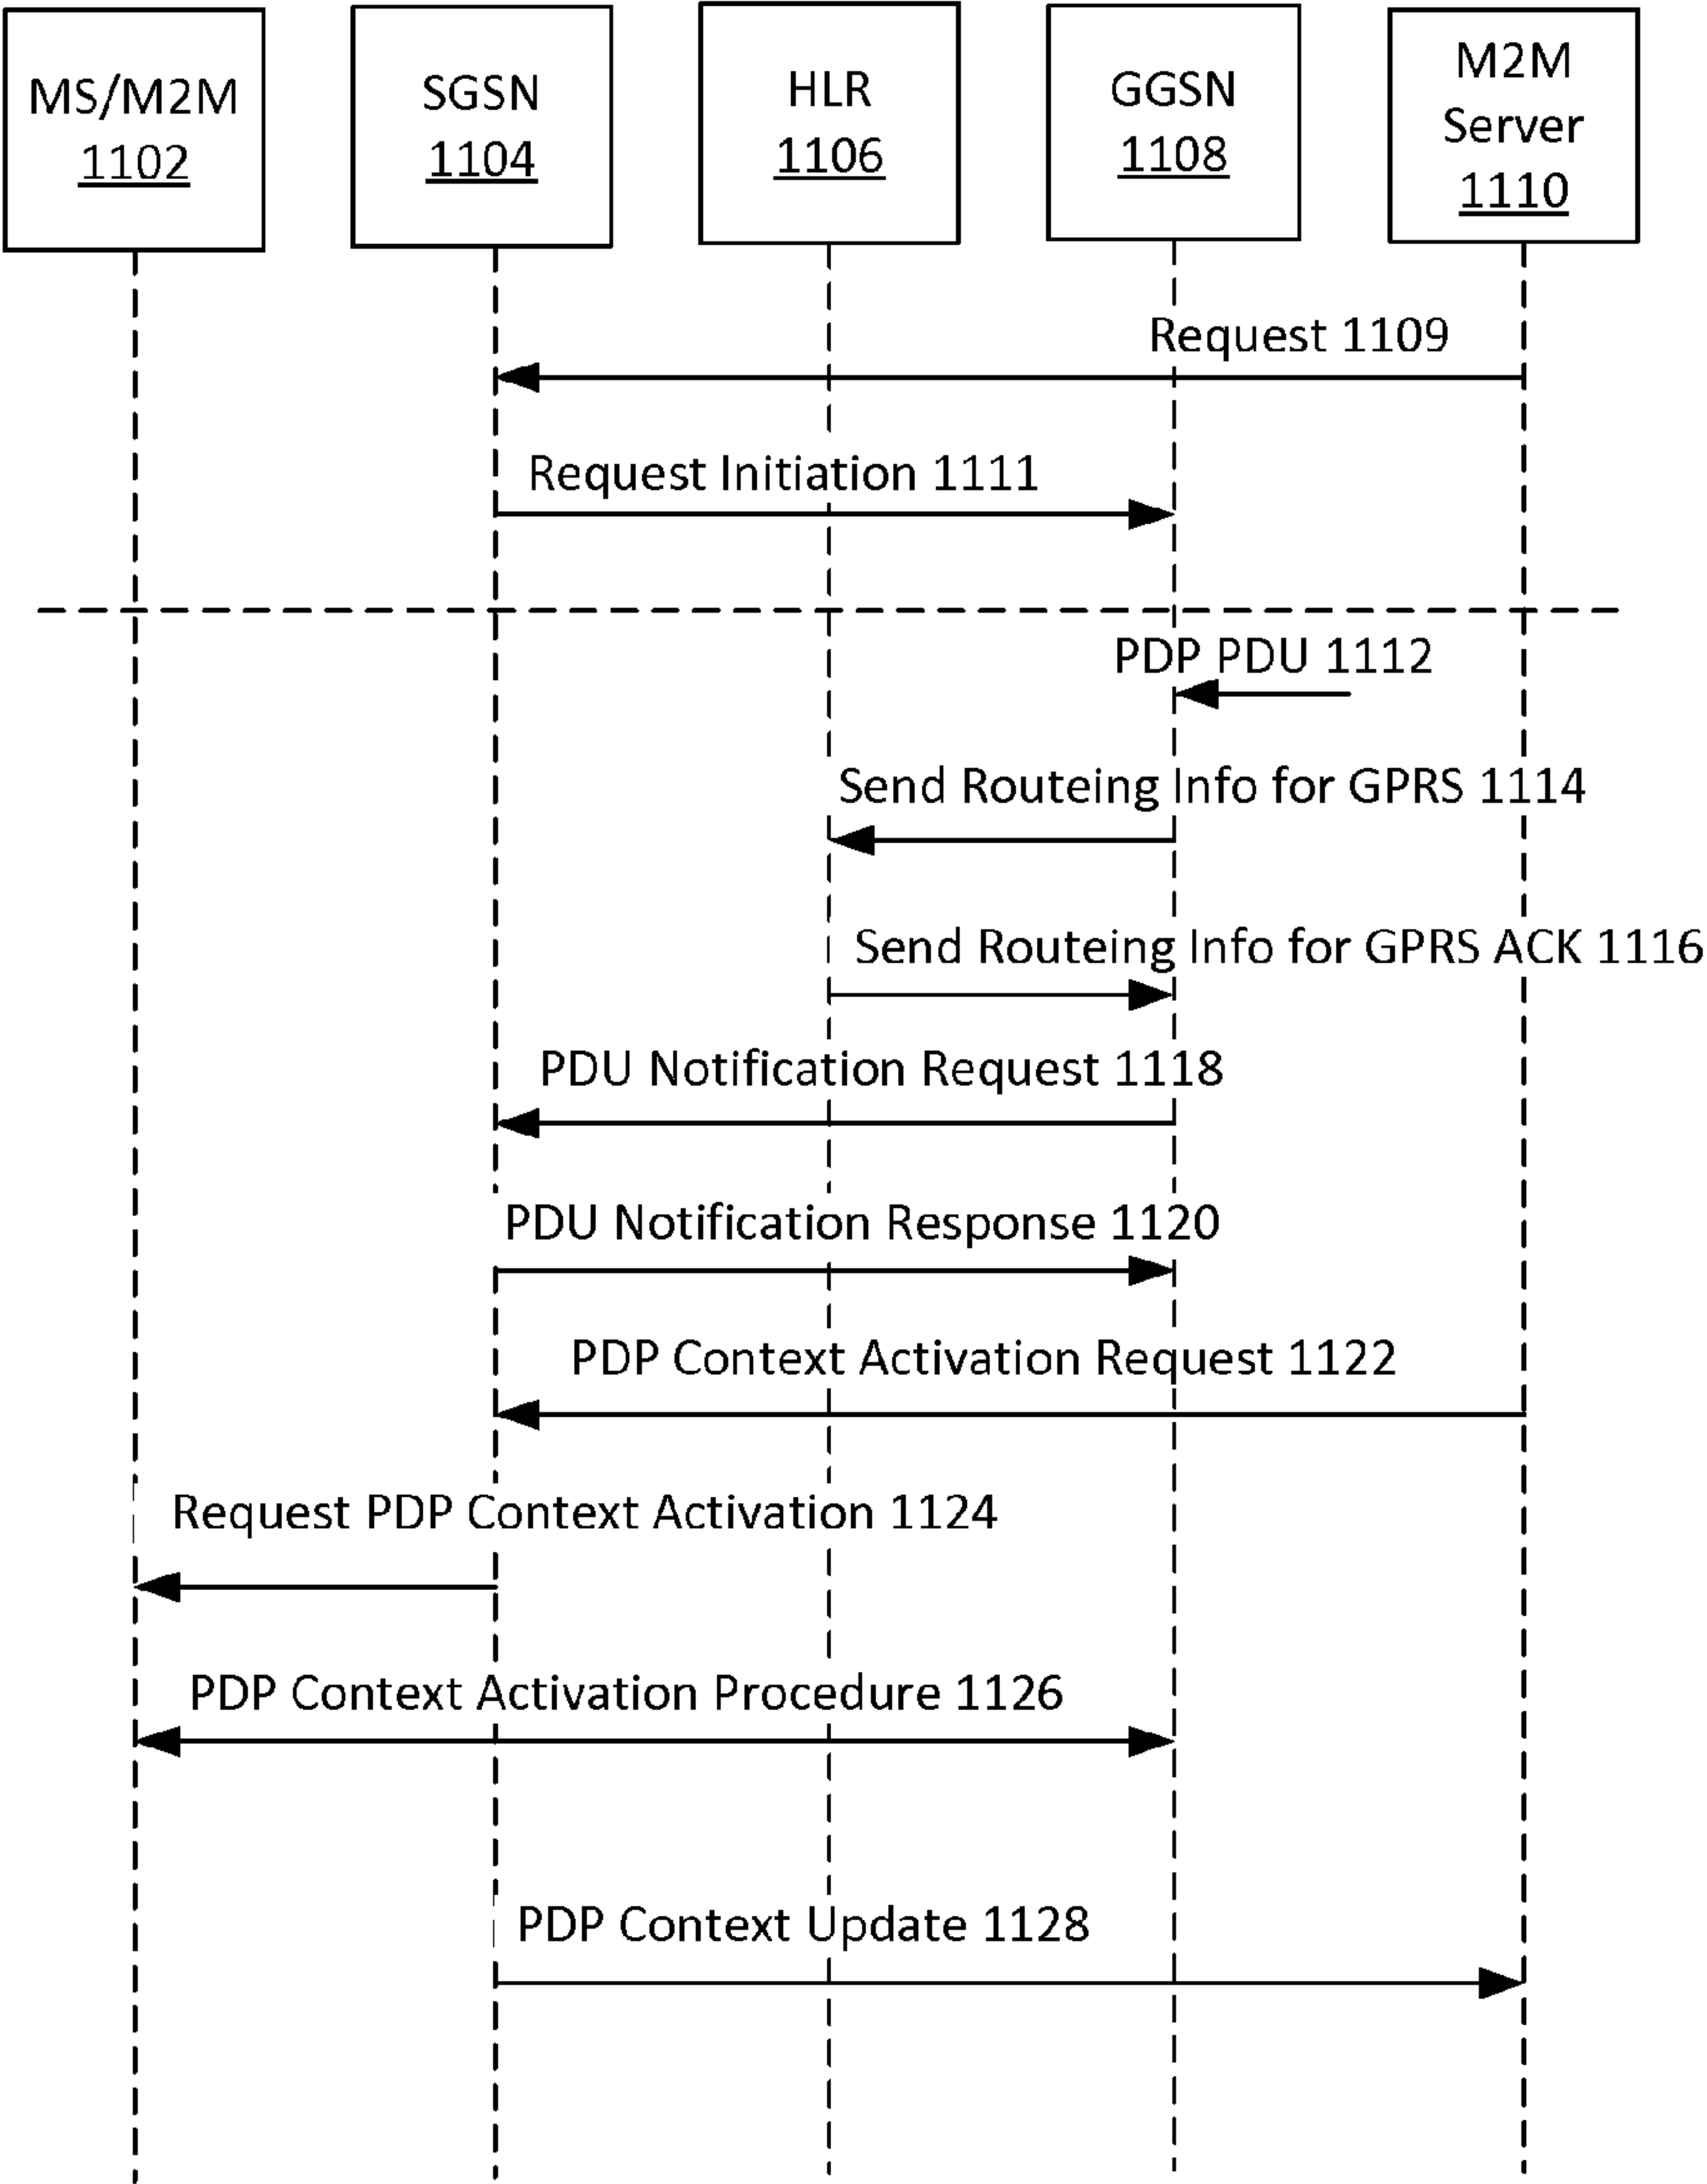 MS/M2M
1102
SGSN
1104
HLR
1106
GGSN
1108
M2M
Server
1110
Request 1109
Request Initiation 1111
PDP PDU 1112
Send Routeing Info for GPRS 1114
Send Routeing Info for GPRS ACK 1116
PDU Notification Request 1118
PDU Notification Response 1120
PDP Context Activation Request 1122
Request PDP Context Activation 1124
PDP Context Activation Procedure 1126
PDP Context Update 1128